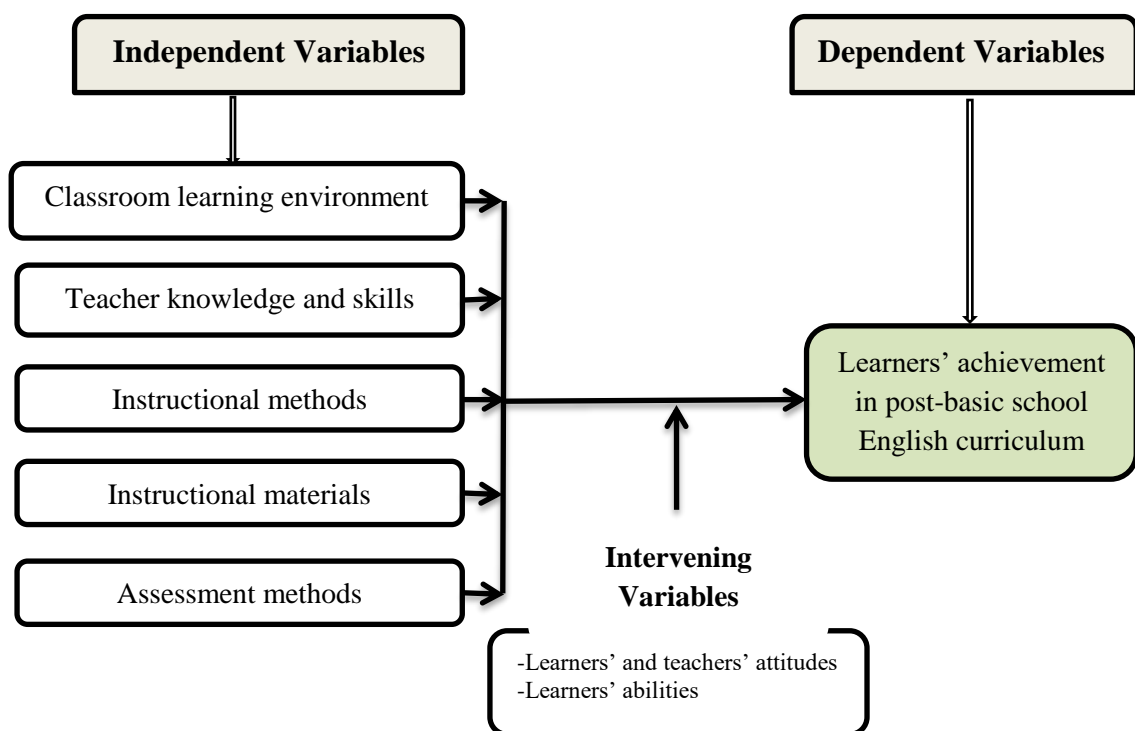 Independent Variables
Dependent Variables
Classroom learning environment
Teacher knowledge and skills
Instructional methods
Instructional materials
Assessment methods
Learners’ achievement
in post-basic school
English curriculum
Intervening
Variables
-Learners’ and teachers’ attitudes
-Learners’ abilities